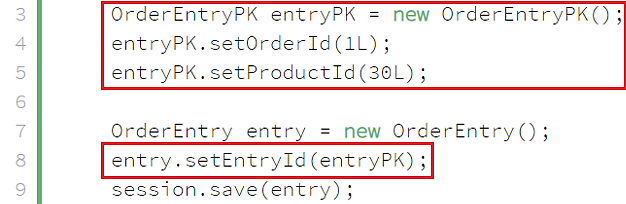 3 OrderEntryPK entryPK = new OrderEntryPK();
4 entryPK.setOrderId(1L);
5 entryPK.setProductId(30L);
6
7 OrderEntry entry = new OrderEntry();
8 entry.setEntryId(entryPK);
9 session.save(entry);